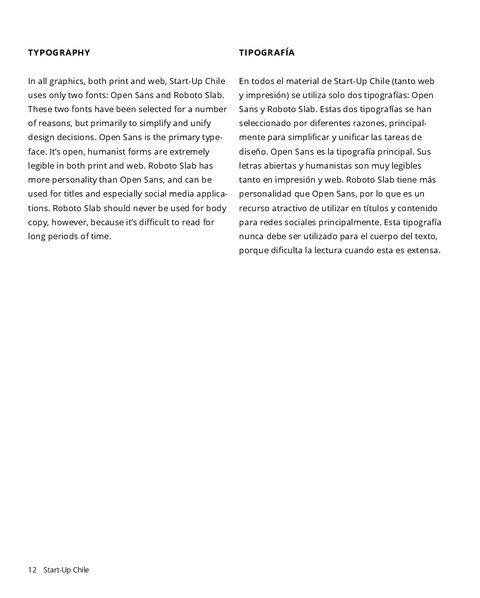 TYPOGRAPHY
In all graphics, both print and web, Start-Up Chile
uses only two fonts: Open Sans and Roboto Slab.
These two fonts have been selected for a number
of reasons, but primarily to simplify and unify
design decisions. Open Sans is the primary type-
face. It's open, humanist forms are extremely
legible in both print and web. Roboto Slab has
more personality than Open Sans, and can be
used for titles and especially social media applica-
tions. Roboto Slab should never be used for body
copy, however, because it's difficult to read for
long periods of time.
TIPOGRAFÍA
En todos el material de Start-Up Chile (tanto web
y impresión) se utiliza solo dos tipografías: Open
Sans y Roboto Slab. Estas dos tipografías se han
seleccionado por diferentes razones, principal-
mente para simplificar y unificar las tareas de
diseño. Open Sans es la tipografía principal. Sus
letras abiertas y humanistas son muy legibles
tanto en impresión y web. Roboto Slab tiene más
personalidad que Open Sans, por lo que es un
recurso atractivo de utilizar en títulos y contenido
para redes sociales principalmente. Esta tipografía
nunca debe ser utilizado para el cuerpo del texto,
porque dificulta la lectura cuando esta es extensa.
12 Start-Up Chile